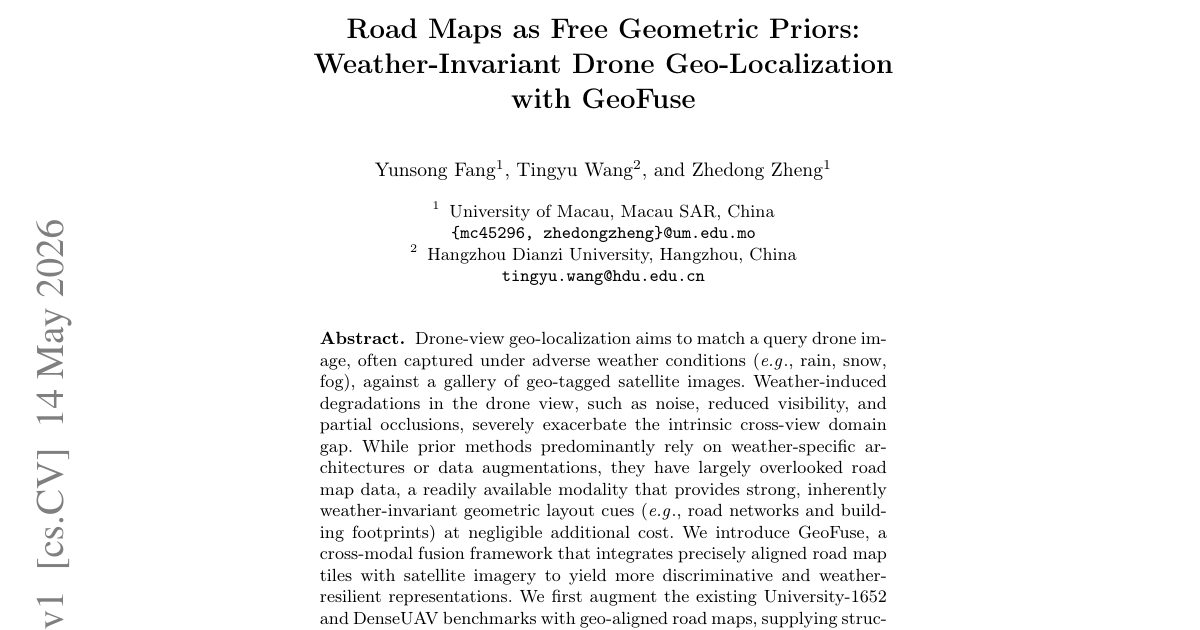 Road Maps as Free Geometric Priors:
Weather-Invariant Drone Geo-Localization
with GeoFuse
Yunsong Fang¹, Tingyu Wang², and Zhedong Zheng¹
¹ University of Macau, Macau SAR, China
{mc45296, zhedongzheng}@um.edu.mo
² Hangzhou Dianzi University, Hangzhou, China
tingyu.wang@hdu.edu.cn
Abstract. Drone-view geo-localization aims to match a query drone im-
age, often captured under adverse weather conditions (e.g., rain, snow,
fog), against a gallery of geo-tagged satellite images. Weather-induced
degradations in the drone view, such as noise, reduced visibility, and
partial occlusions, severely exacerbate the intrinsic cross-view domain
gap. While prior methods predominantly rely on weather-specific ar-
chitectures or data augmentations, they have largely overlooked road
map data, a readily available modality that provides strong, inherently
weather-invariant geometric layout cues (e.g., road networks and build-
ing footprints) at negligible additional cost. We introduce GeoFuse, a
cross-modal fusion framework that integrates precisely aligned road map
tiles with satellite imagery to yield more discriminative and weather-
resilient representations. We first augment the existing University-1652
and DenseUAV benchmarks with geo-aligned road maps, supplying struc-
v1 [cs.CV] 14 May 2026